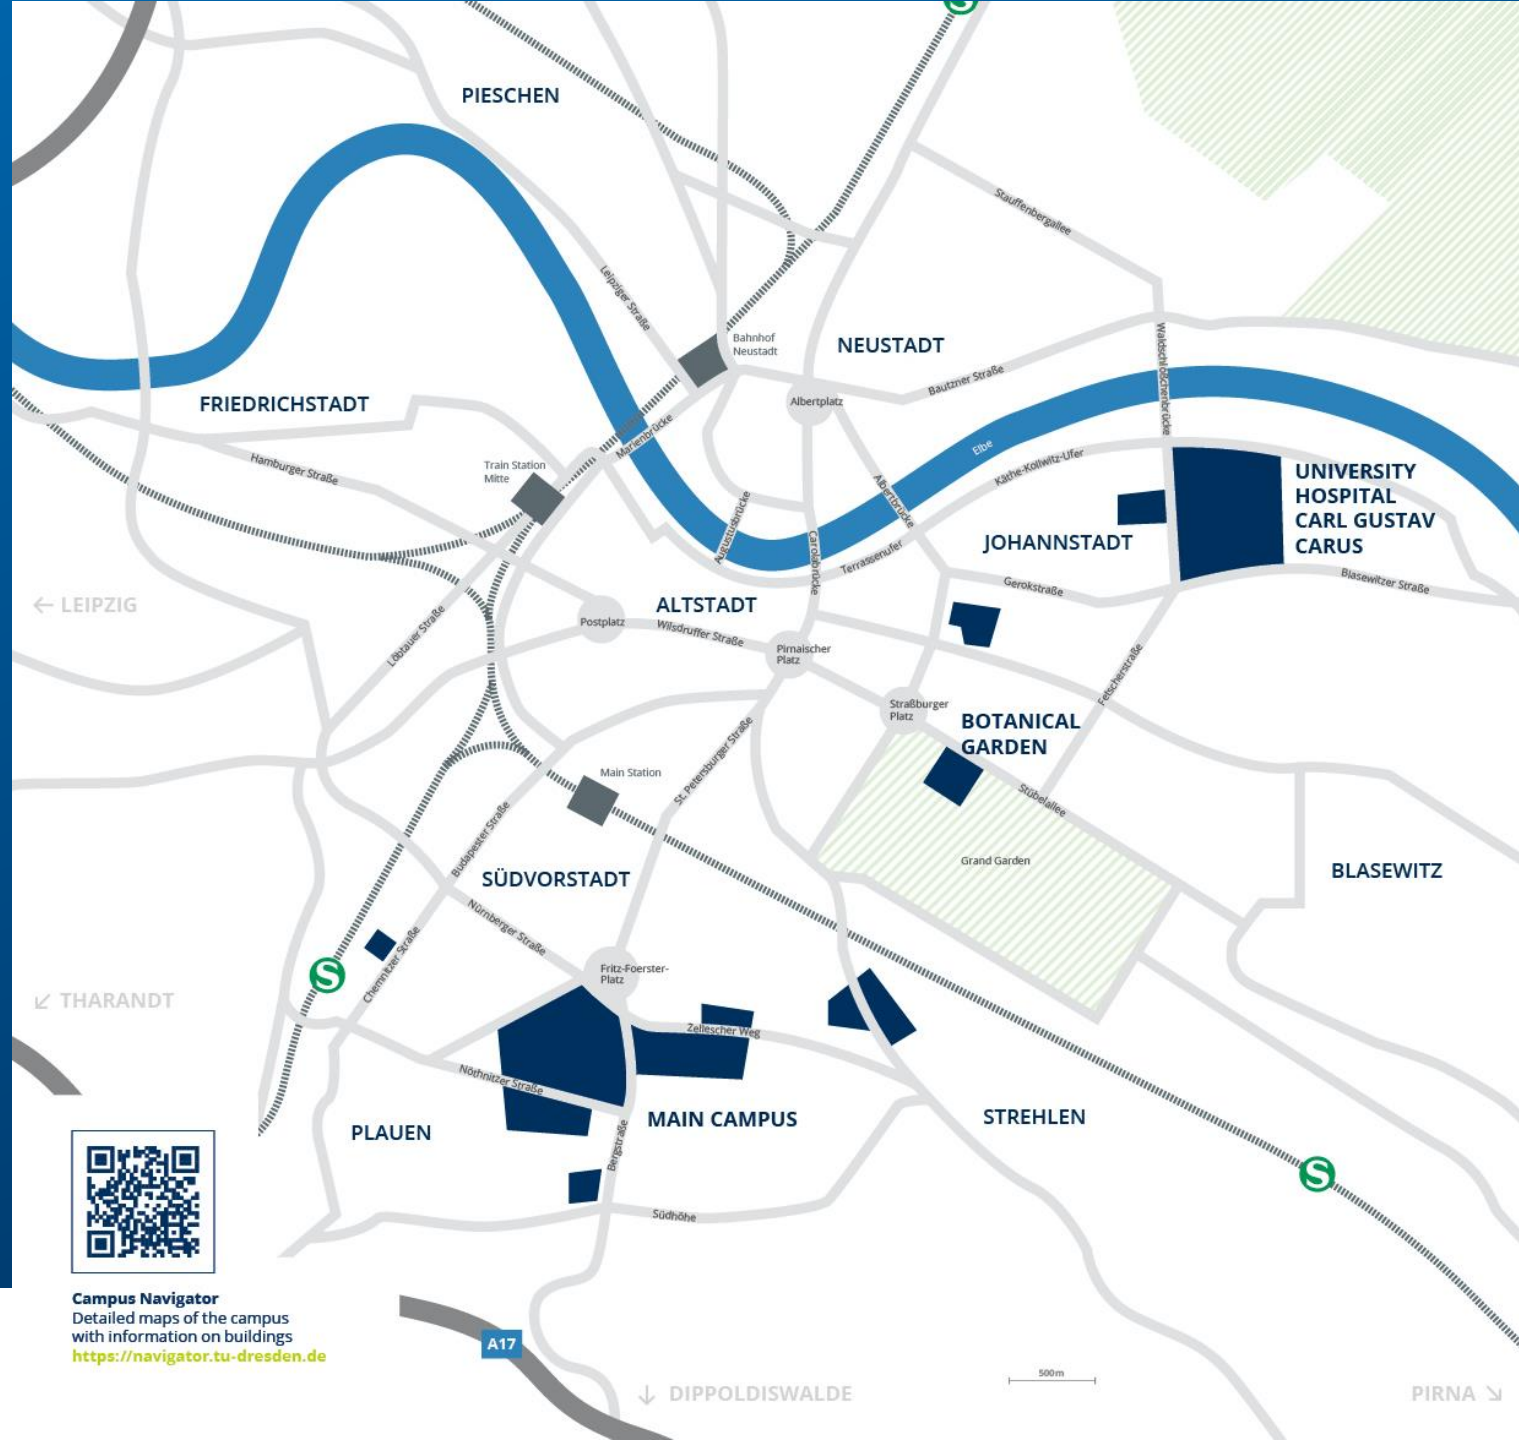 PIESCHEN
Stauffenbergallee
Leipziger Straße
Bahnhof
Neustadt
NEUSTADT
Waldschlößchenbrücke
Bautzner Straße
Albertplatz
FRIEDRICHSTADT
Marienbrücke
Elbe
Käthe-Kollwitz-Ufer
Hamburger Straße
Train Station
Mitte
UNIVERSITY
HOSPITAL
CARL GUSTAV
CARUS
Albertbrücke
Augustusbrücke
Carolabrücke
Terrassenufer
JOHANNSTADT
Gerokstraße
Blasewitzer Straße
← LEIPZIG
ALTSTADT
Postplatz
Wilsdruffer Straße
Löbtauer Straße
Pirnaischer
Platz
Fetscherstraße
Straßburger
Platz
BOTANICAL
GARDEN
St. Petersburger Straße
Main Station
Stübelallee
Budapester Straße
Grand Garden
BLASEWITZ
SÜDVORSTADT
Nürnberger Straße
Chemnitzer Straße
Fritz-Foerster-
Platz
S
S
S
↙ THARANDT
Zellescher Weg
Nöthnitzer Straße
MAIN CAMPUS
STREHLEN
PLAUEN
Bergstraße
Südhöhe
Campus Navigator
Detailed maps of the campus
with information on buildings
https://navigator.tu-dresden.de
A17
500m
↓ DIPPOLDISWALDE
PIRNA ↘